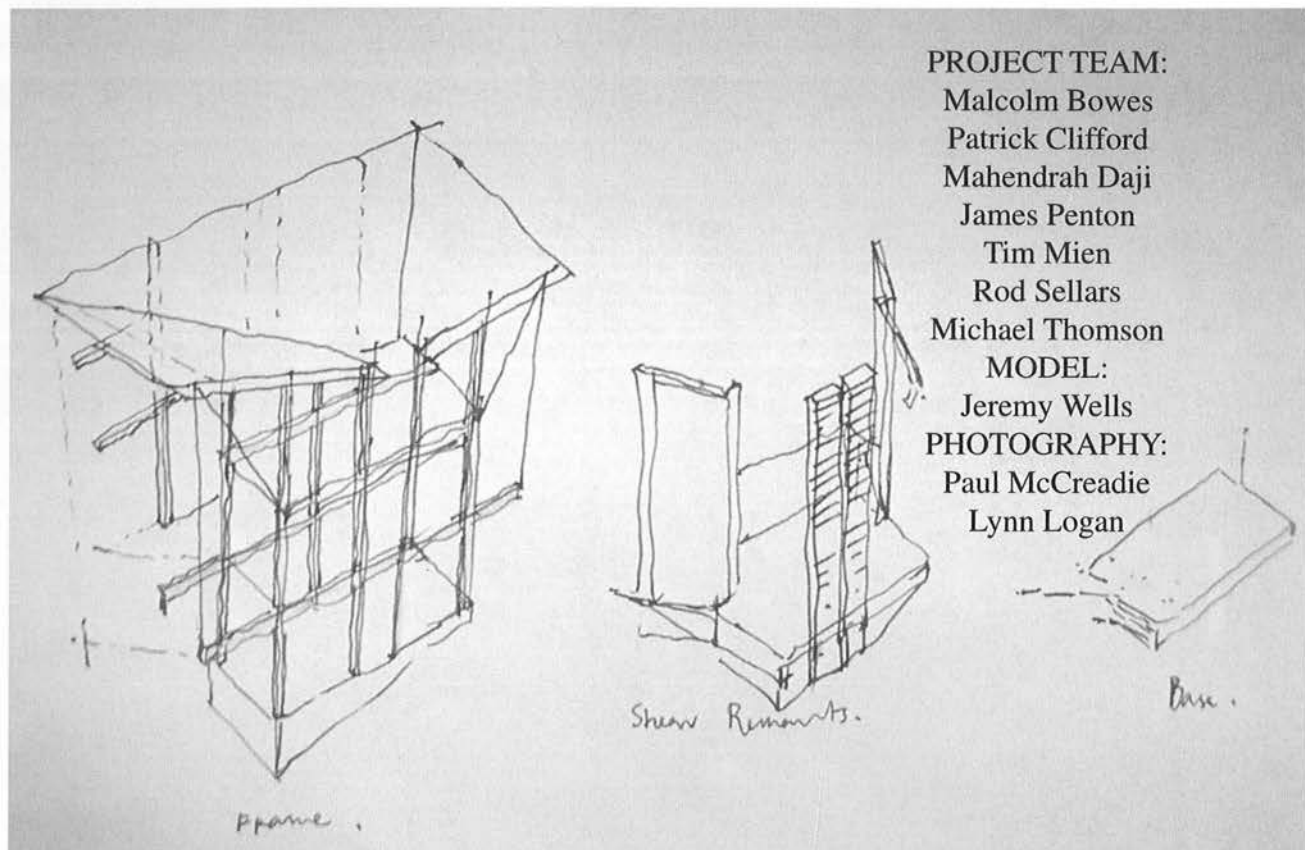 PROJECT TEAM:
Malcolm Bowes
Patrick Clifford
Mahendrah Daji
James Penton
Tim Mien
Rod Sellars
Michael Thomson
MODEL:
Jeremy Wells
PHOTOGRAPHY:
Paul McCreadie
Lynn Logan
Shear
Base.
Frame.